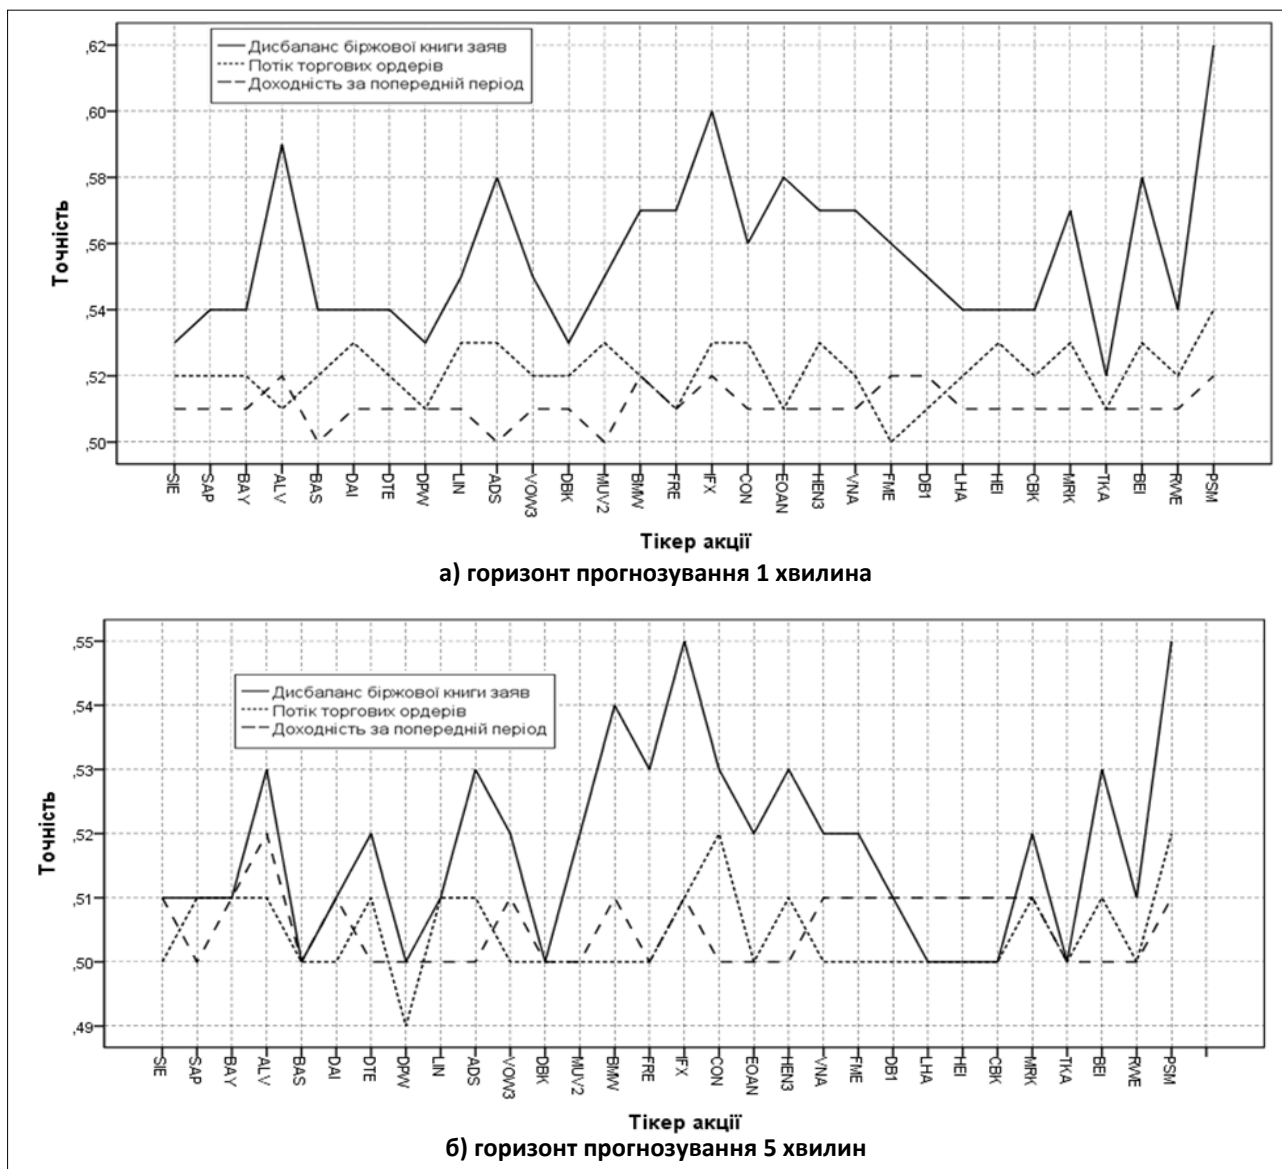 Дисбаланс біржової книги заяв
Потік торгових ордерів
Доходність за попередній період
,62
,60
,58
,56
,54
,52
,50
Точність
SIE SAP BAY ALV BAS DAI DTE DPW LIN ADS VOW3 DBK MUV2 BMW FRE IFX CON EOAN HEN3 VNA FME DB1 LHA HEI CBK MRK TKA BEI RWE PSM
Тікер акції
а) горизонт прогнозування 1 хвилина
Дисбаланс біржової книги заяв
Потік торгових ордерів
Доходність за попередній період
,55
,54
,53
,52
,51
,50
,49
Точність
SIE SAP BAY ALV BAS DAI DTE DPW LIN ADS VOW3 DBK MUV2 BMW FRE IFX CON EOAN HEN3 VNA FME DB1 LHA HEI CBK MRK TKA BEI RWE PSM
Тікер акції
б) горизонт прогнозування 5 хвилин